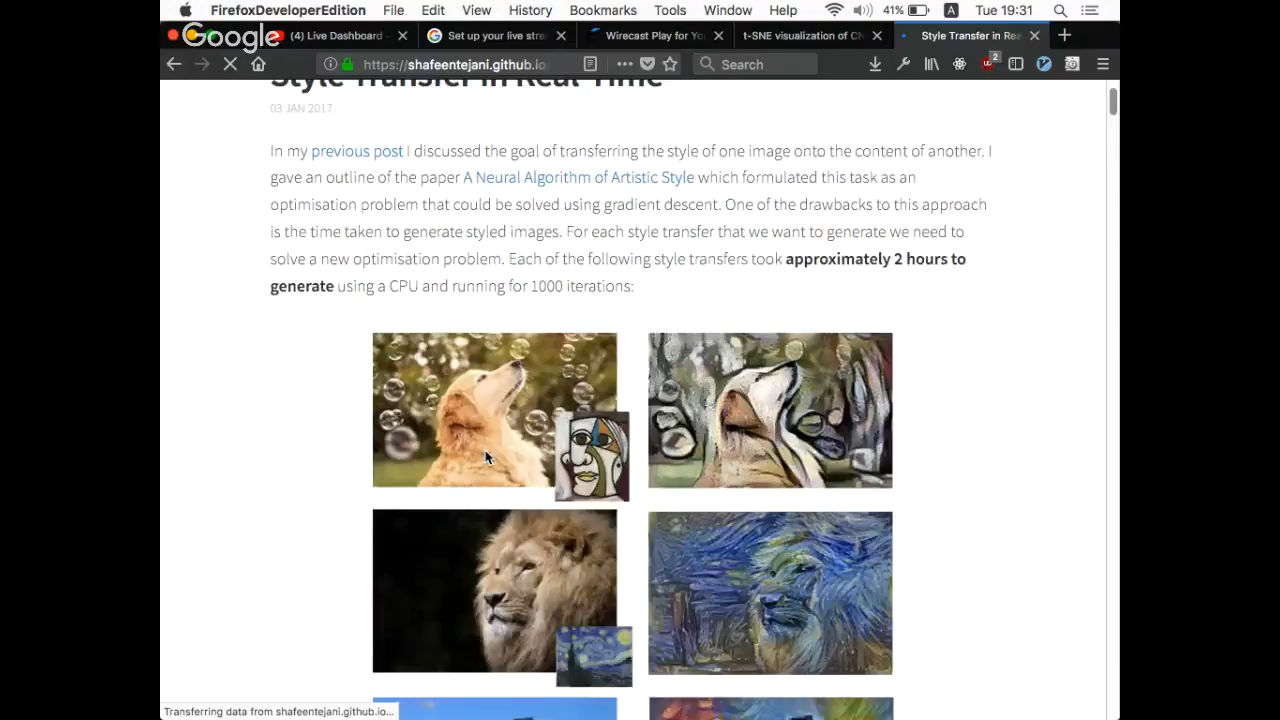 FirefoxDeveloperEdition File Edit View History Bookmarks Tools Window Help 41% A Tue 19:31
Google
(4) Live Dashboard - Set up your live stre Wirecast Play for Yo t-SNE visualization of C Style Transfer in Rea
https://shafeentejani.github.io Search 2
Style Transfer in Real-Time
03 JAN 2017
In my previous post I discussed the goal of transferring the style of one image onto the content of another. I
gave an outline of the paper A Neural Algorithm of Artistic Style which formulated this task as an
optimisation problem that could be solved using gradient descent. One of the drawbacks to this approach
is the time taken to generate styled images. For each style transfer that we want to generate we need to
solve a new optimisation problem. Each of the following style transfers took approximately 2 hours to
generate using a CPU and running for 1000 iterations:
Transferring data from shafeentejani.github.io...